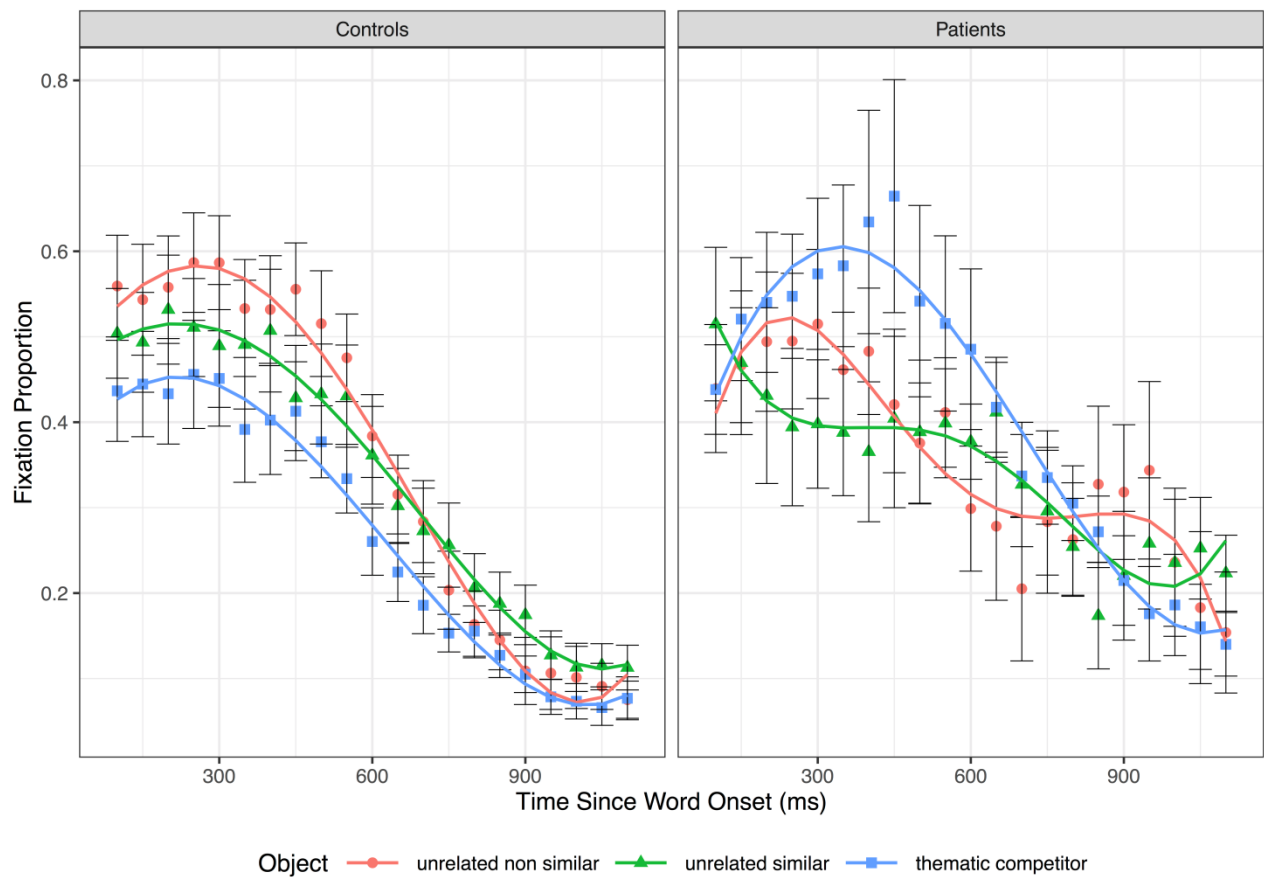 Controls
Patients
0.8
0.6
0.4
0.2
Fixation Proportion
300 600 900 300 600 900
Time Since Word Onset (ms)
Object unrelated non similar unrelated similar thematic competitor